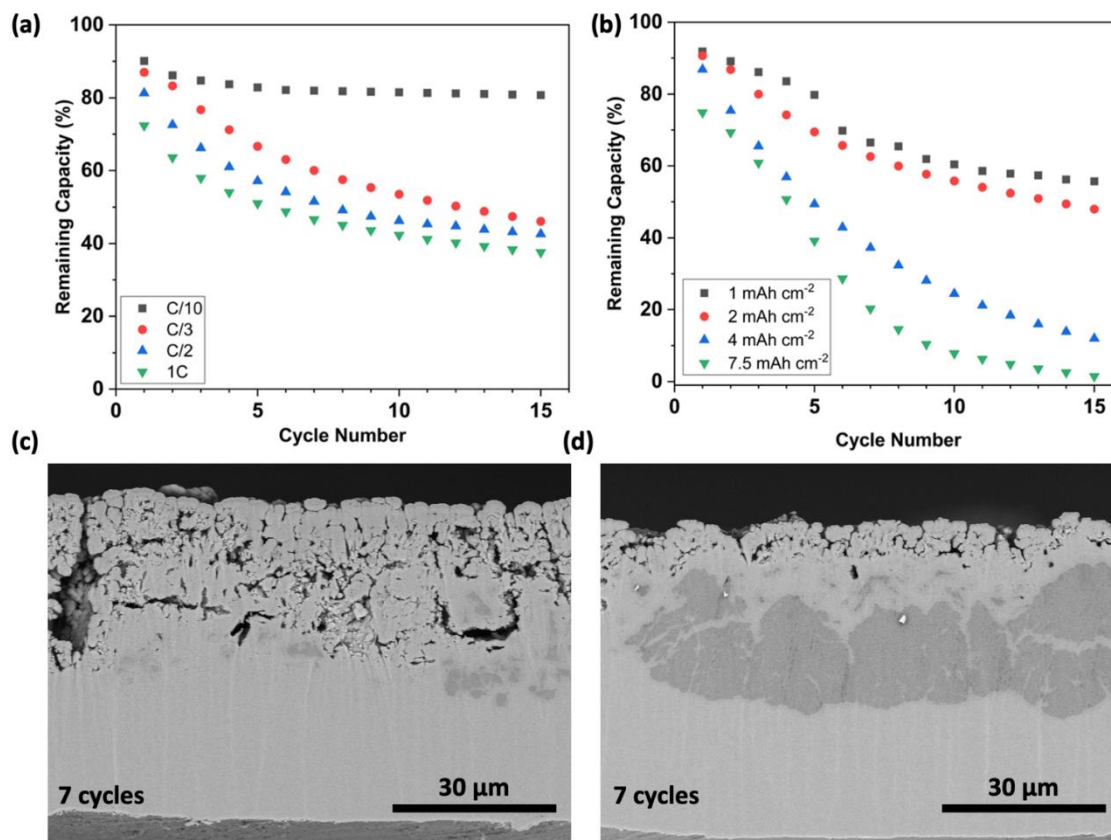 (a)
100
80
60
40
20
0
Remaining Capacity (%)
C/10
C/3
C/2
1C
0
5
10
15
Cycle Number
(b)
100
80
60
40
20
0
Remaining Capacity (%)
1 mAh cm⁻²
2 mAh cm⁻²
4 mAh cm⁻²
7.5 mAh cm⁻²
0
5
10
15
Cycle Number
(c)
7 cycles
30 µm
(d)
7 cycles
30 µm